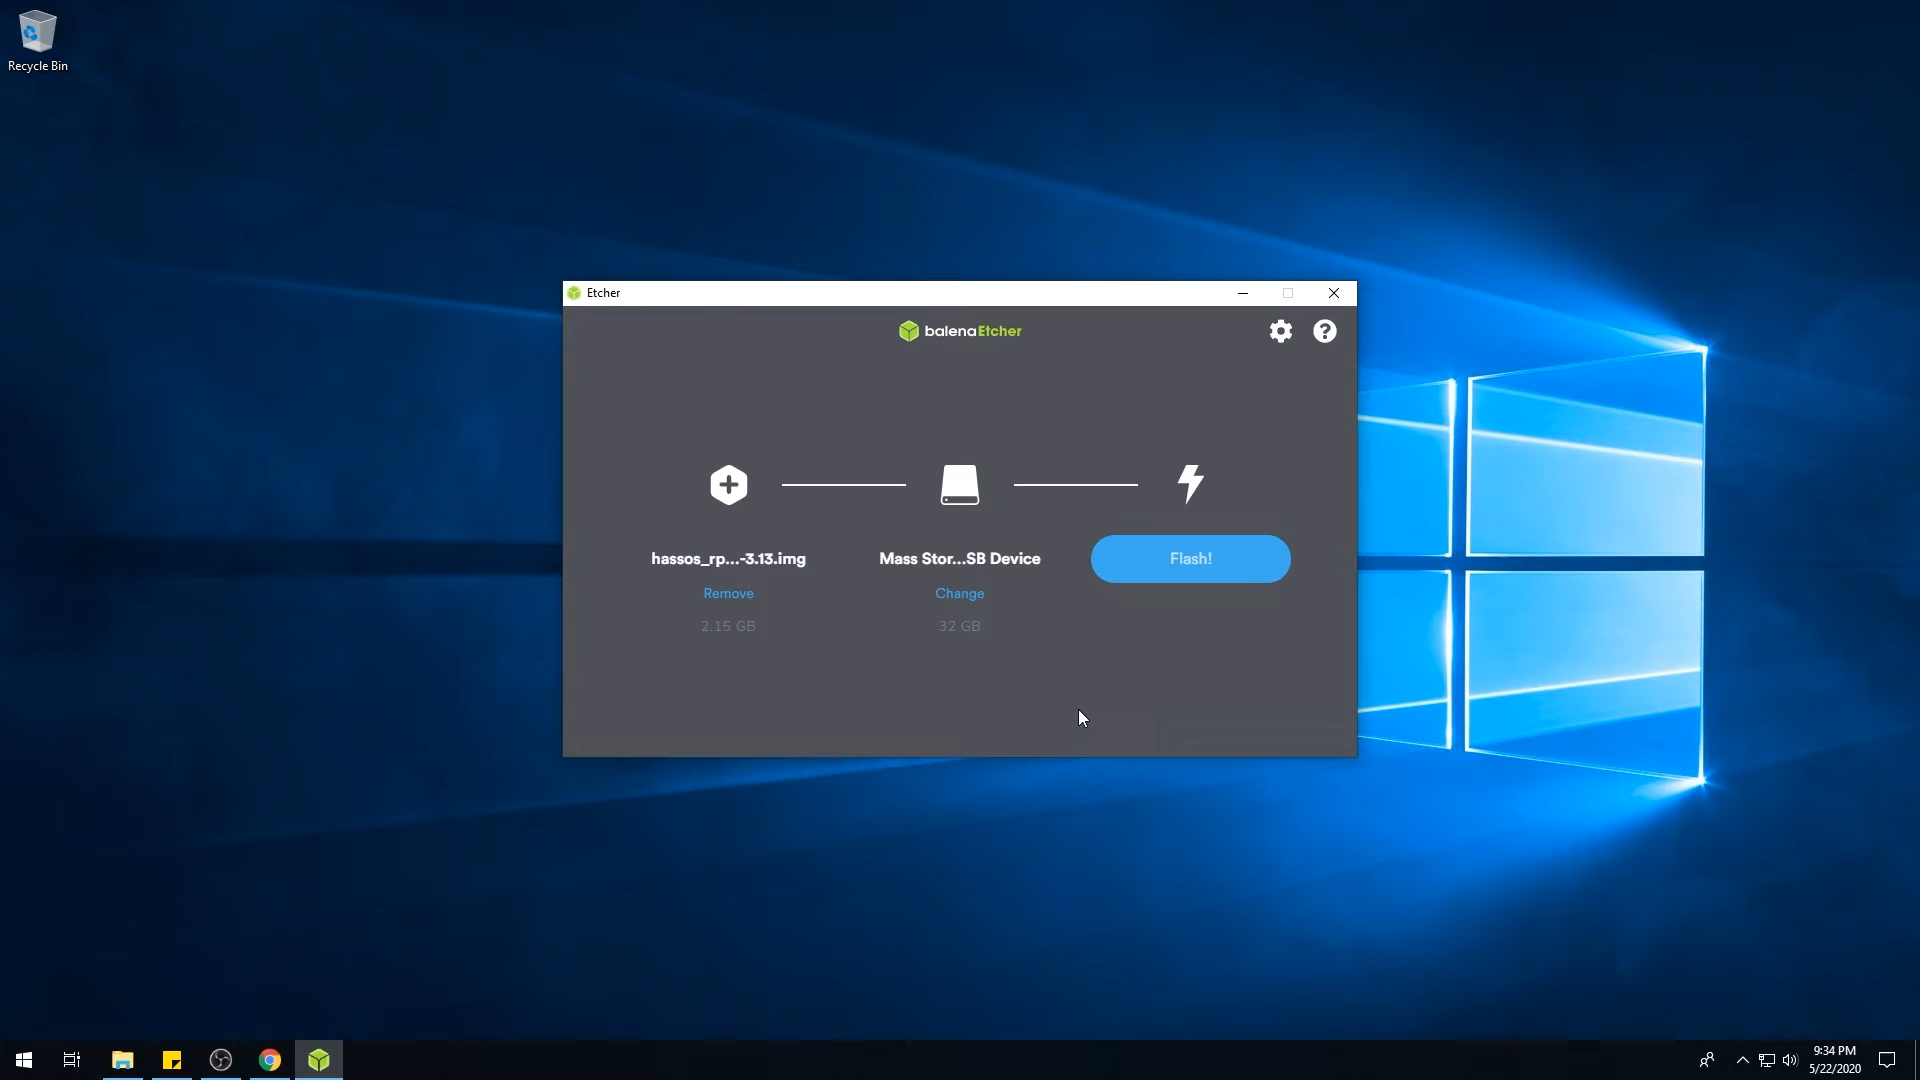 Recycle Bin
Etcher
balenaEtcher
hassos_rp...-3.13.img
Mass Stor...SB Device
Flash!
Remove
Change
2.15 GB
32 GB
9:34 PM
5/22/2020